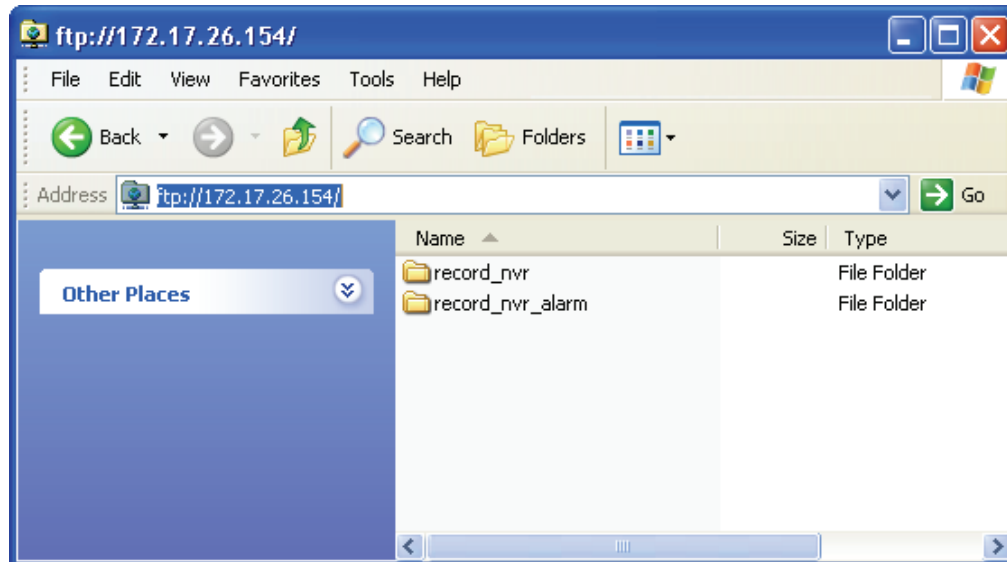 ftp://172.17.26.154/
File Edit View Favorites Tools Help
Back Search Folders
Address ftp://172.17.26.154/ Go
Other Places
Name Size Type
record_nvr File Folder
record_nvr_alarm File Folder